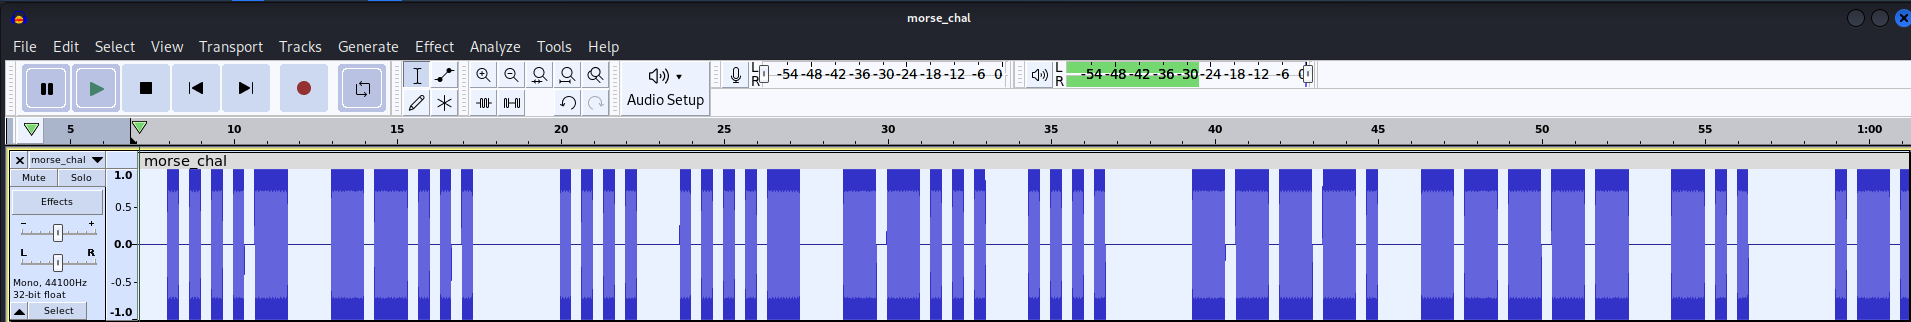 morse_chal
File Edit Select View Transport Tracks Generate Effect Analyze Tools Help
L
R
-54 -48 -42 -36 -30 -24 -18 -12 -6 0
L
R
-54 -48 -42 -36 -30 -24 -18 -12 -6 0
Audio Setup
5 10 15 20 25 30 35 40 45 50 55 1:00
morse_chal
Mute Solo
Effects
- +
L R
Mono, 44100Hz
32-bit float
Select
1.0
0.5
0.0
-0.5
-1.0
morse_chal